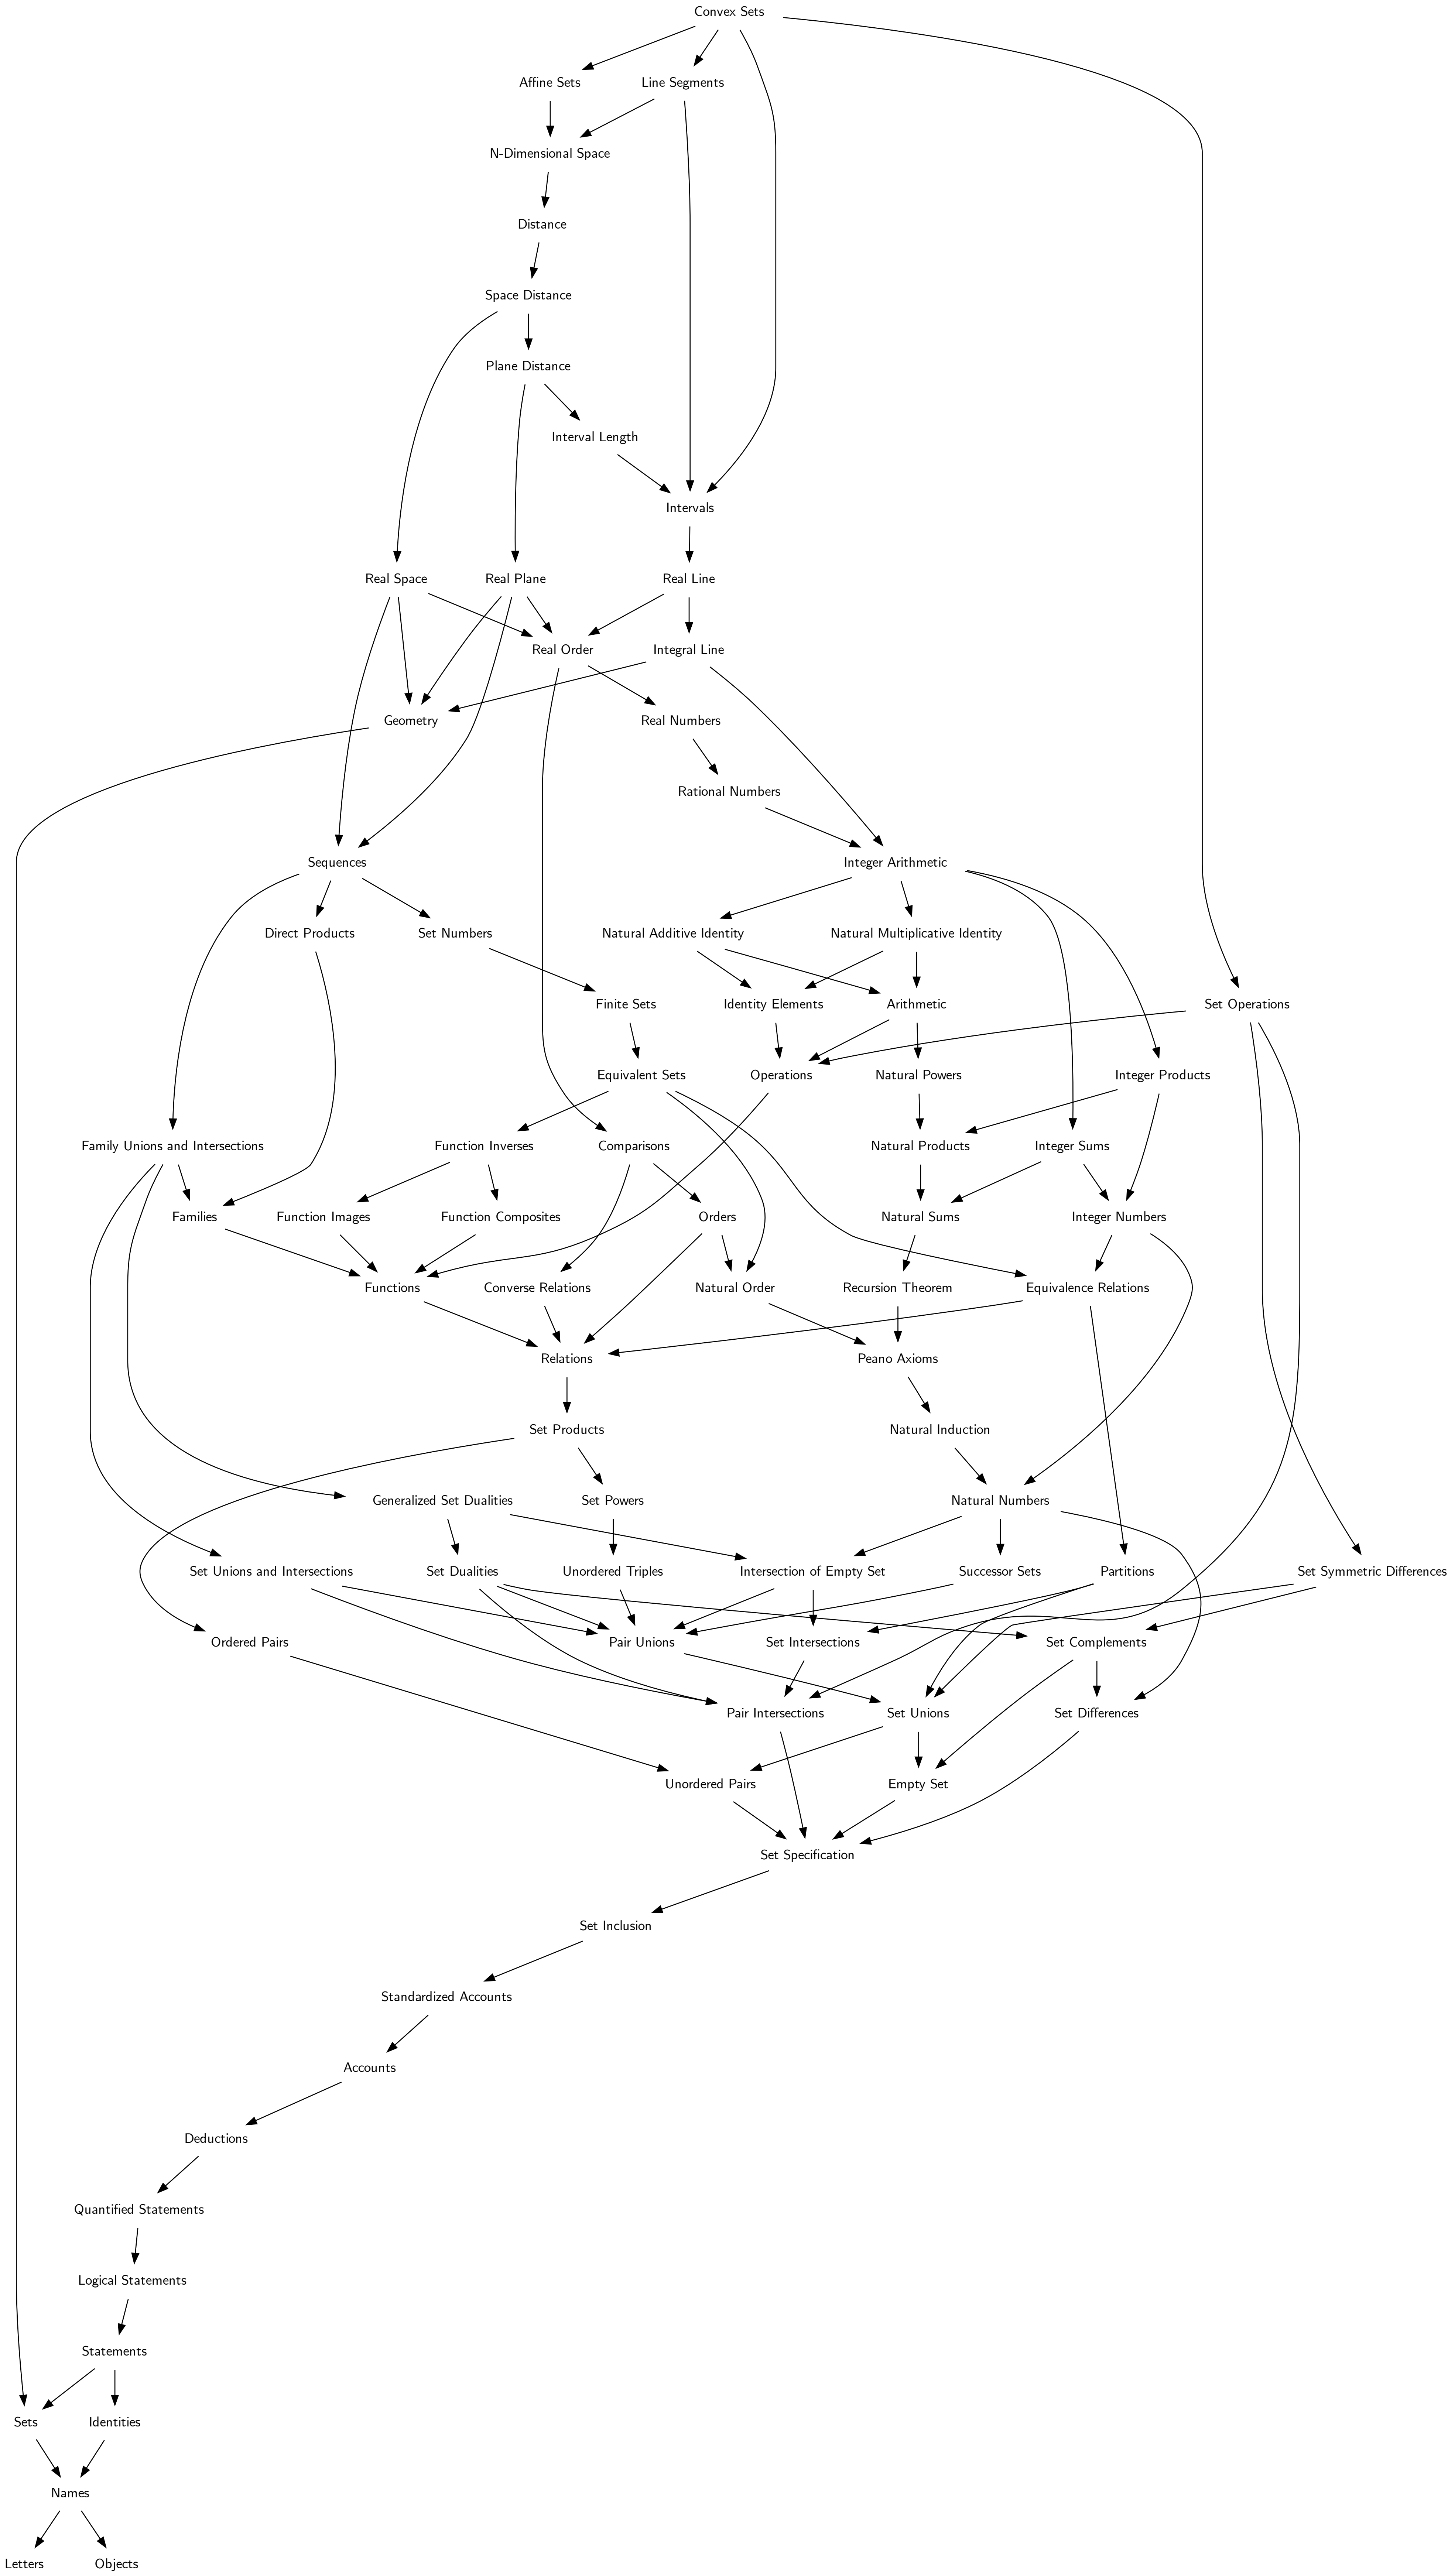 Convex Sets
Affine Sets
Line Segments
N-Dimensional Space
Distance
Space Distance
Plane Distance
Interval Length
Intervals
Real Space
Real Plane
Real Line
Real Order
Integral Line
Geometry
Real Numbers
Rational Numbers
Sequences
Integer Arithmetic
Direct Products
Set Numbers
Natural Additive Identity
Natural Multiplicative Identity
Finite Sets
Identity Elements
Arithmetic
Set Operations
Equivalent Sets
Operations
Natural Powers
Integer Products
Family Unions and Intersections
Function Inverses
Comparisons
Natural Products
Integer Sums
Families
Function Images
Function Composites
Orders
Natural Sums
Integer Numbers
Functions
Converse Relations
Natural Order
Recursion Theorem
Equivalence Relations
Relations
Peano Axioms
Set Products
Natural Induction
Generalized Set Dualities
Set Powers
Natural Numbers
Set Unions and Intersections
Set Dualities
Unordered Triples
Intersection of Empty Set
Successor Sets
Partitions
Set Symmetric Differences
Ordered Pairs
Pair Unions
Set Intersections
Set Complements
Pair Intersections
Set Unions
Set Differences
Unordered Pairs
Empty Set
Set Specification
Set Inclusion
Standardized Accounts
Accounts
Deductions
Quantified Statements
Logical Statements
Statements
Sets
Identities
Names
Letters
Objects